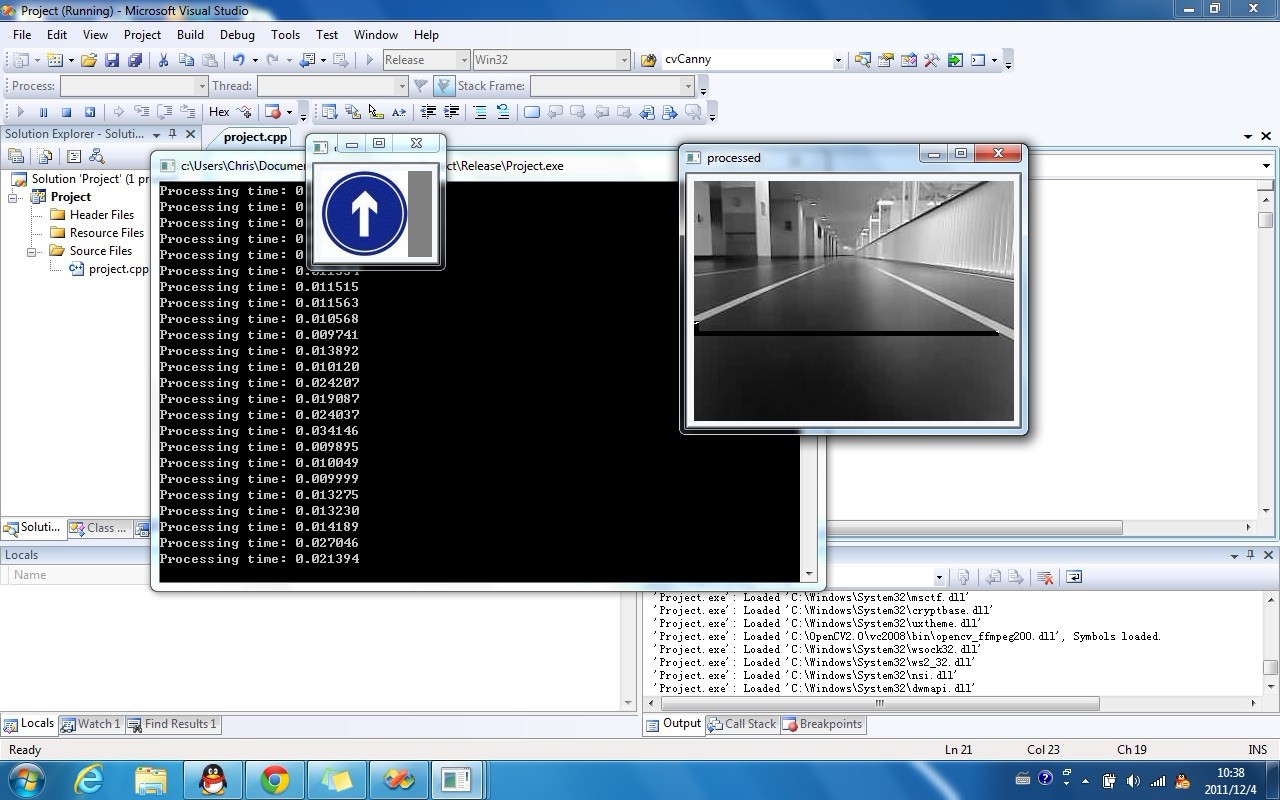 Project (Running) - Microsoft Visual Studio
File Edit View Project Build Debug Tools Test Window Help
Release Win32 cvCanny
Process: Thread: Stack Frame:
Hex
Solution Explorer - Soluti...
project.cpp
Solution 'Project' (1 pr
Project
Header Files
Resource Files
Source Files
project.cpp
c:\Users\Chris\Docume ct\Release\Project.exe
Processing time: 0
Processing time: 0
Processing time: 0
Processing time: 0
Processing time: 0
Processing time:
Processing time: 0.011515
Processing time: 0.011563
Processing time: 0.010568
Processing time: 0.009741
Processing time: 0.013892
Processing time: 0.010120
Processing time: 0.024207
Processing time: 0.019087
Processing time: 0.024037
Processing time: 0.034146
Processing time: 0.009895
Processing time: 0.010049
Processing time: 0.009999
Processing time: 0.013275
Processing time: 0.013230
Processing time: 0.014189
Processing time: 0.027046
Processing time: 0.021394
processed
Soluti... Class ...
Locals
Name
'Project.exe': Loaded 'C:\Windows\System32\msctf.dll'
'Project.exe': Loaded 'C:\Windows\System32\cryptbase.dll'
'Project.exe': Loaded 'C:\Windows\System32\uxtheme.dll'
'Project.exe': Loaded 'C:\OpenCV2.0\vc2008\bin\opencv_ffmpeg200.dll', Symbols loaded.
'Project.exe': Loaded 'C:\Windows\System32\wsock32.dll'
'Project.exe': Loaded 'C:\Windows\System32\ws2_32.dll'
'Project.exe': Loaded 'C:\Windows\System32\nsi.dll'
'Project.exe': Loaded 'C:\Windows\System32\dwmapi.dll'
Locals Watch 1 Find Results 1
Output Call Stack Breakpoints
Ready Ln 21 Col 23 Ch 19 INS
10:38
2011/12/4